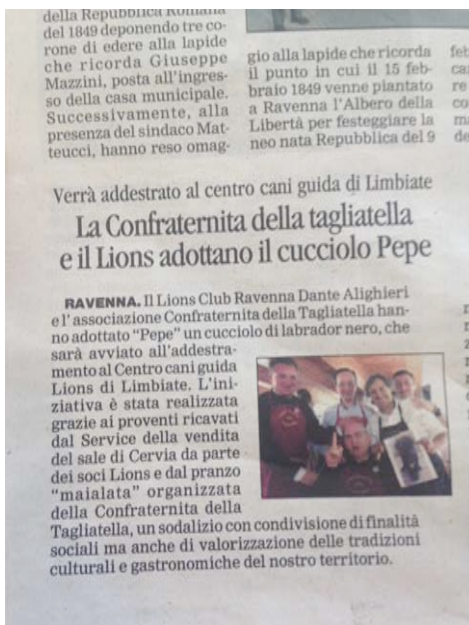 della Repubblica Romana
del 1849 deponendo tre co-
rone di edere alla lapide
che ricorda Giuseppe
Mazzini, posta all'ingres-
so della casa municipale.
Successivamente, alla
presenza del sindaco Mat-
teucci, hanno reso omag-
gio alla lapide che ricorda
il punto in cui il 15 feb-
braio 1849 venne piantato
a Ravenna l'Albero della
Libertà per festeggiare la
neo nata Repubblica del 9
Verrà addestrato al centro cani guida di Limbiate
La Confraternita della tagliatella
e il Lions adottano il cucciolo Pepe
RAVENNA. Il Lions Club Ravenna Dante Alighieri
e l'associazione Confraternita della Tagliatella han-
no adottato "Pepe" un cucciolo di labrador nero, che
sarà avviato all'addestra-
mento al Centro cani guida
Lions di Limbiate. L'ini-
ziativa è stata realizzata
grazie ai proventi ricavati
dal Service della vendita
del sale di Cervia da parte
dei soci Lions e dal pranzo
"maialata" organizzata
della Confraternita della
Tagliatella, un sodalizio con condivisione di finalità
sociali ma anche di valorizzazione delle tradizioni
culturali e gastronomiche del nostro territorio.